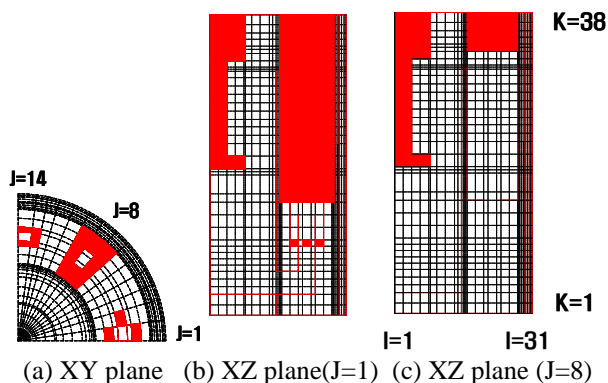 K=38
J=14
J=8
J=1
K=1
I=1 I=31
(a) XY plane (b) XZ plane(J=1) (c) XZ plane (J=8)